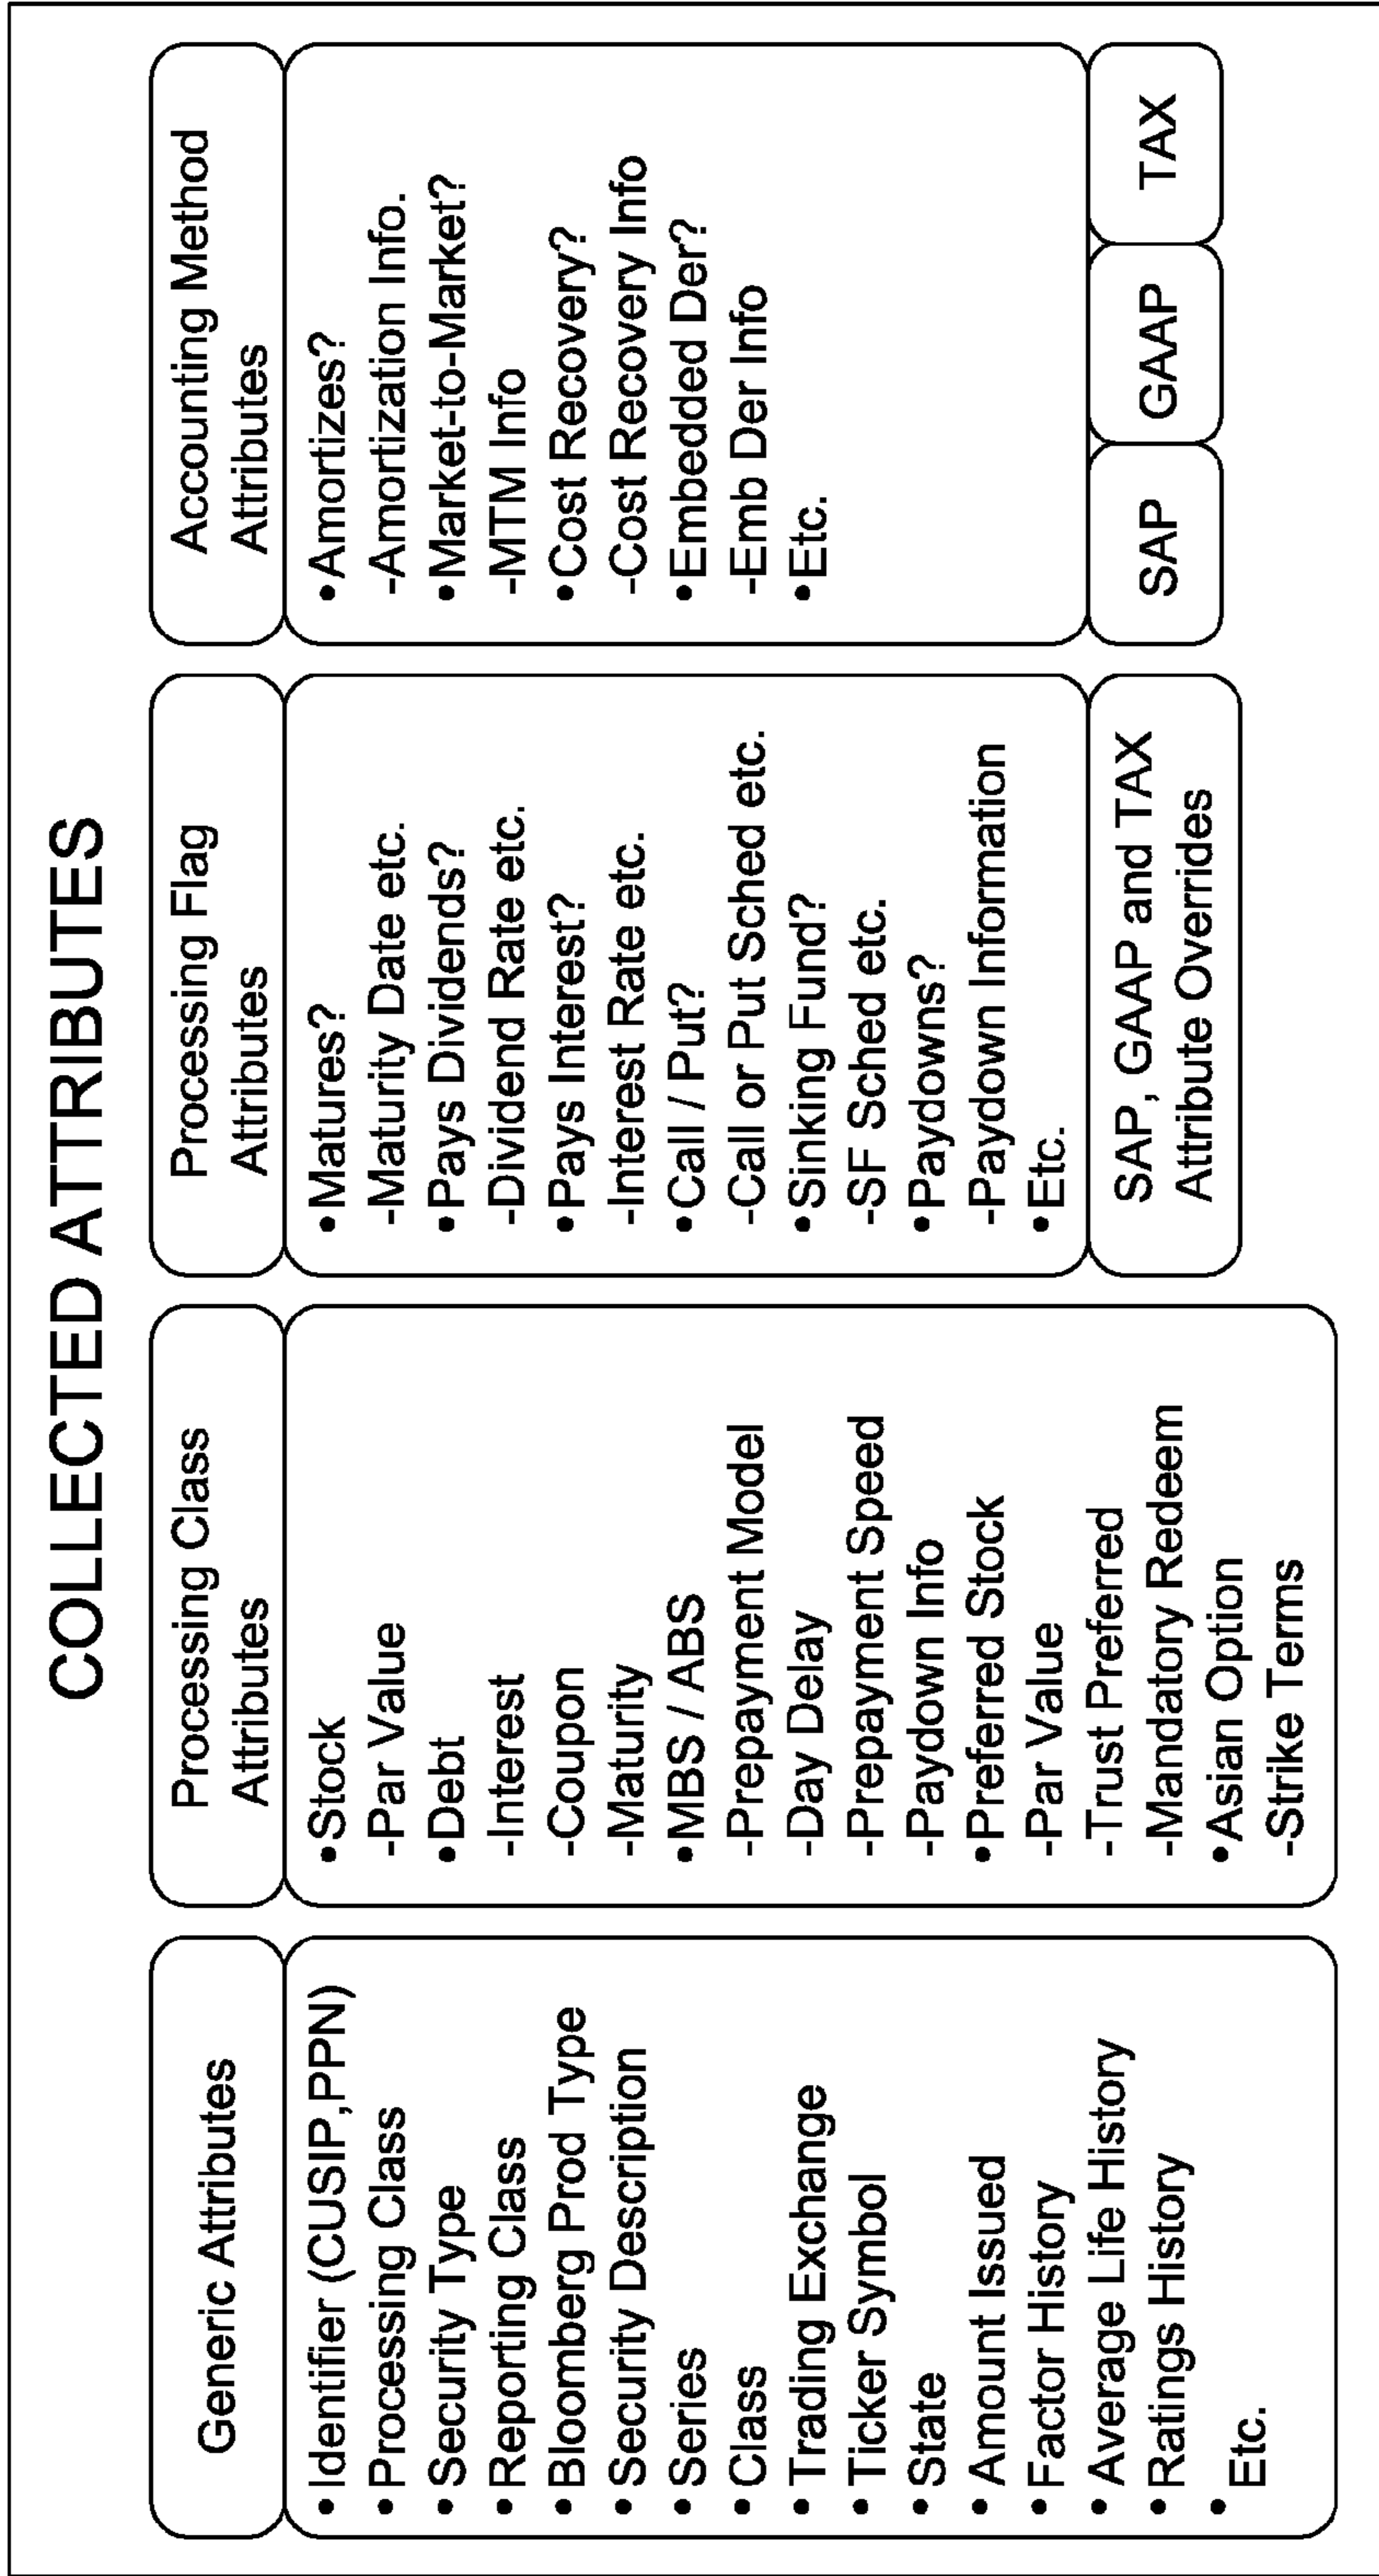 COLLECTED ATTRIBUTES
Generic Attributes
• Identifier (CUSIP,PPN)
• Processing Class
• Security Type
• Reporting Class
• Bloomberg Prod Type
• Security Description
• Series
• Class
• Trading Exchange
• Ticker Symbol
• State
• Amount Issued
• Factor History
• Average Life History
• Ratings History
• Etc.
Processing Class
Attributes
•Stock
-Par Value
•Debt
-Interest
-Coupon
-Maturity
•MBS / ABS
-Prepayment Model
-Day Delay
-Prepayment Speed
-Paydown Info
•Preferred Stock
-Par Value
-Trust Preferred
-Mandatory Redeem
•Asian Option
-Strike Terms
Processing Flag
Attributes
•Matures?
-Maturity Date etc.
•Pays Dividends?
-Dividend Rate etc.
•Pays Interest?
-Interest Rate etc.
•Call / Put?
-Call or Put Sched etc.
•Sinking Fund?
-SF Sched etc.
•Paydowns?
-Paydown Information
•Etc.
SAP, GAAP and TAX
Attribute Overrides
Accounting Method
Attributes
•Amortizes?
-Amortization Info.
•Market-to-Market?
-MTM Info
•Cost Recovery?
-Cost Recovery Info
•Embedded Der?
-Emb Der Info
•Etc.
SAP
GAAP
TAX